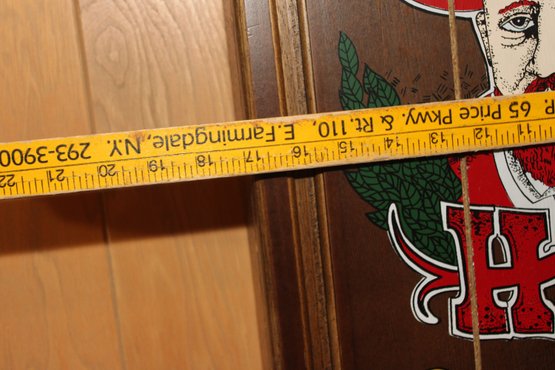 R 65 Price Pkwy. & Rt. 110, E. Farmingdale, N.Y. 293-3900
22 21 20 19 18 17 16 15 14 13 12 11
H